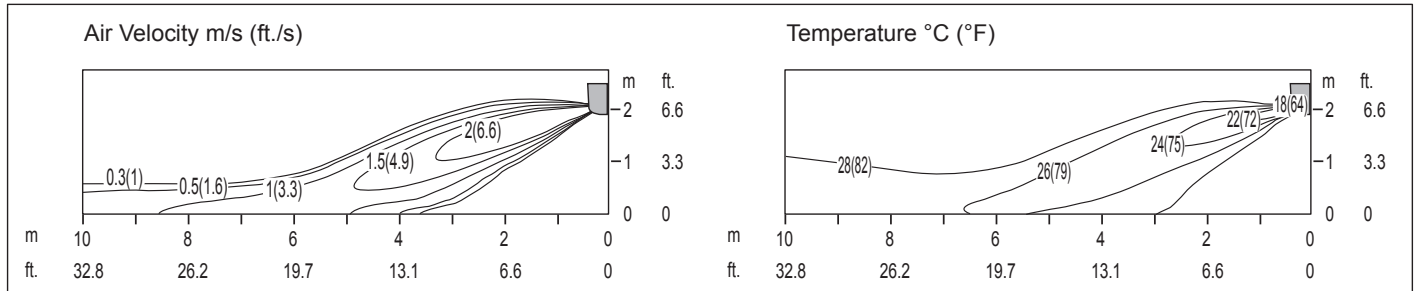 Air Velocity m/s (ft./s)
m ft.
2 6.6
1 3.3
0 0
2(6.6)
1.5(4.9)
0.3(1)
0.5(1.6)
1(3.3)
m 10 8 6 4 2 0
ft. 32.8 26.2 19.7 13.1 6.6 0
Temperature °C (°F)
m ft.
2 6.6
1 3.3
0 0
18(64)
22(72)
24(75)
28(82)
26(79)
m 10 8 6 4 2 0
ft. 32.8 26.2 19.7 13.1 6.6 0